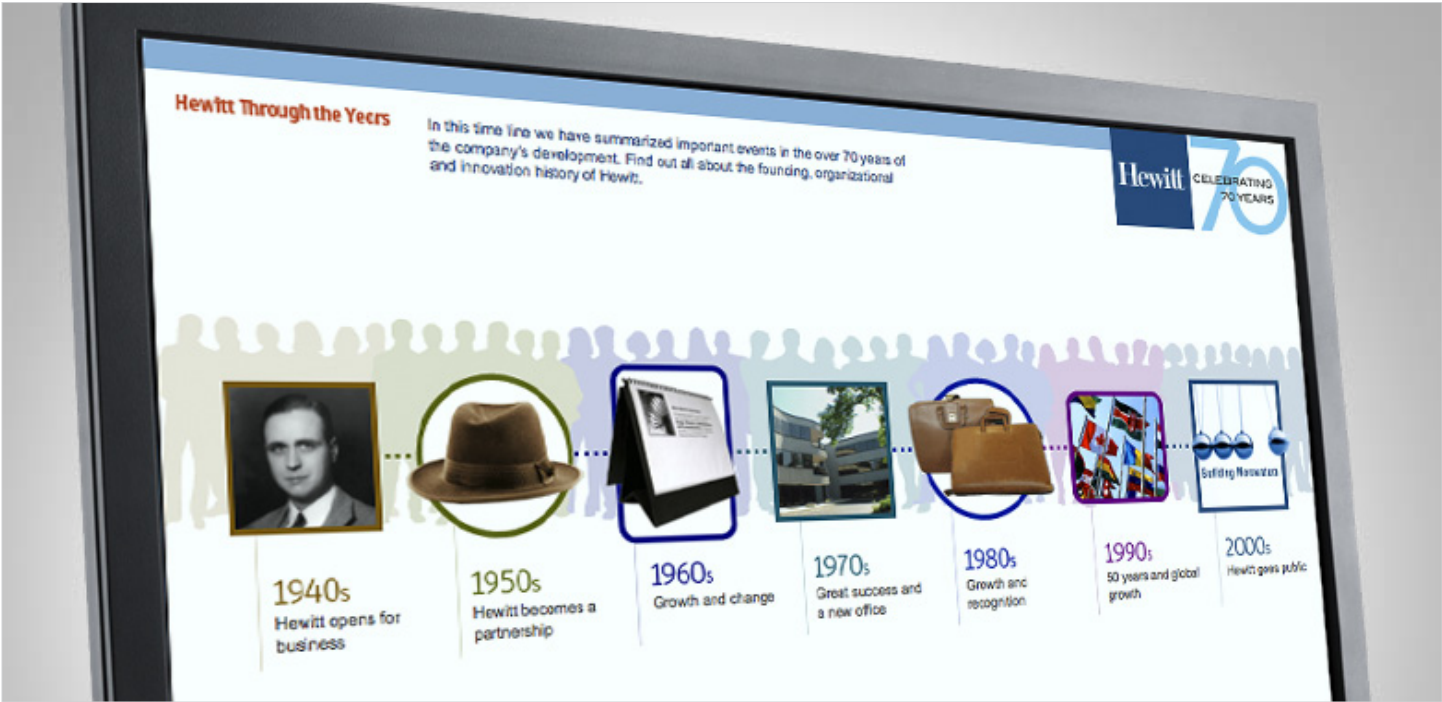 Hewitt Through the Years
In this time line we have summarized important events in the over 70 years of
the company's development. Find out all about the founding, organizational
and innovation history of Hewitt.
Hewitt
70
CELEBRATING
70 YEARS
Building Momentum
1940s
Hewitt opens for
business
1950s
Hewitt becomes a
partnership
1960s
Growth and change
1970s
Great success and
a new office
1980s
Growth and
recognition
1990s
50 years and global
growth
2000s
Hewitt goes public